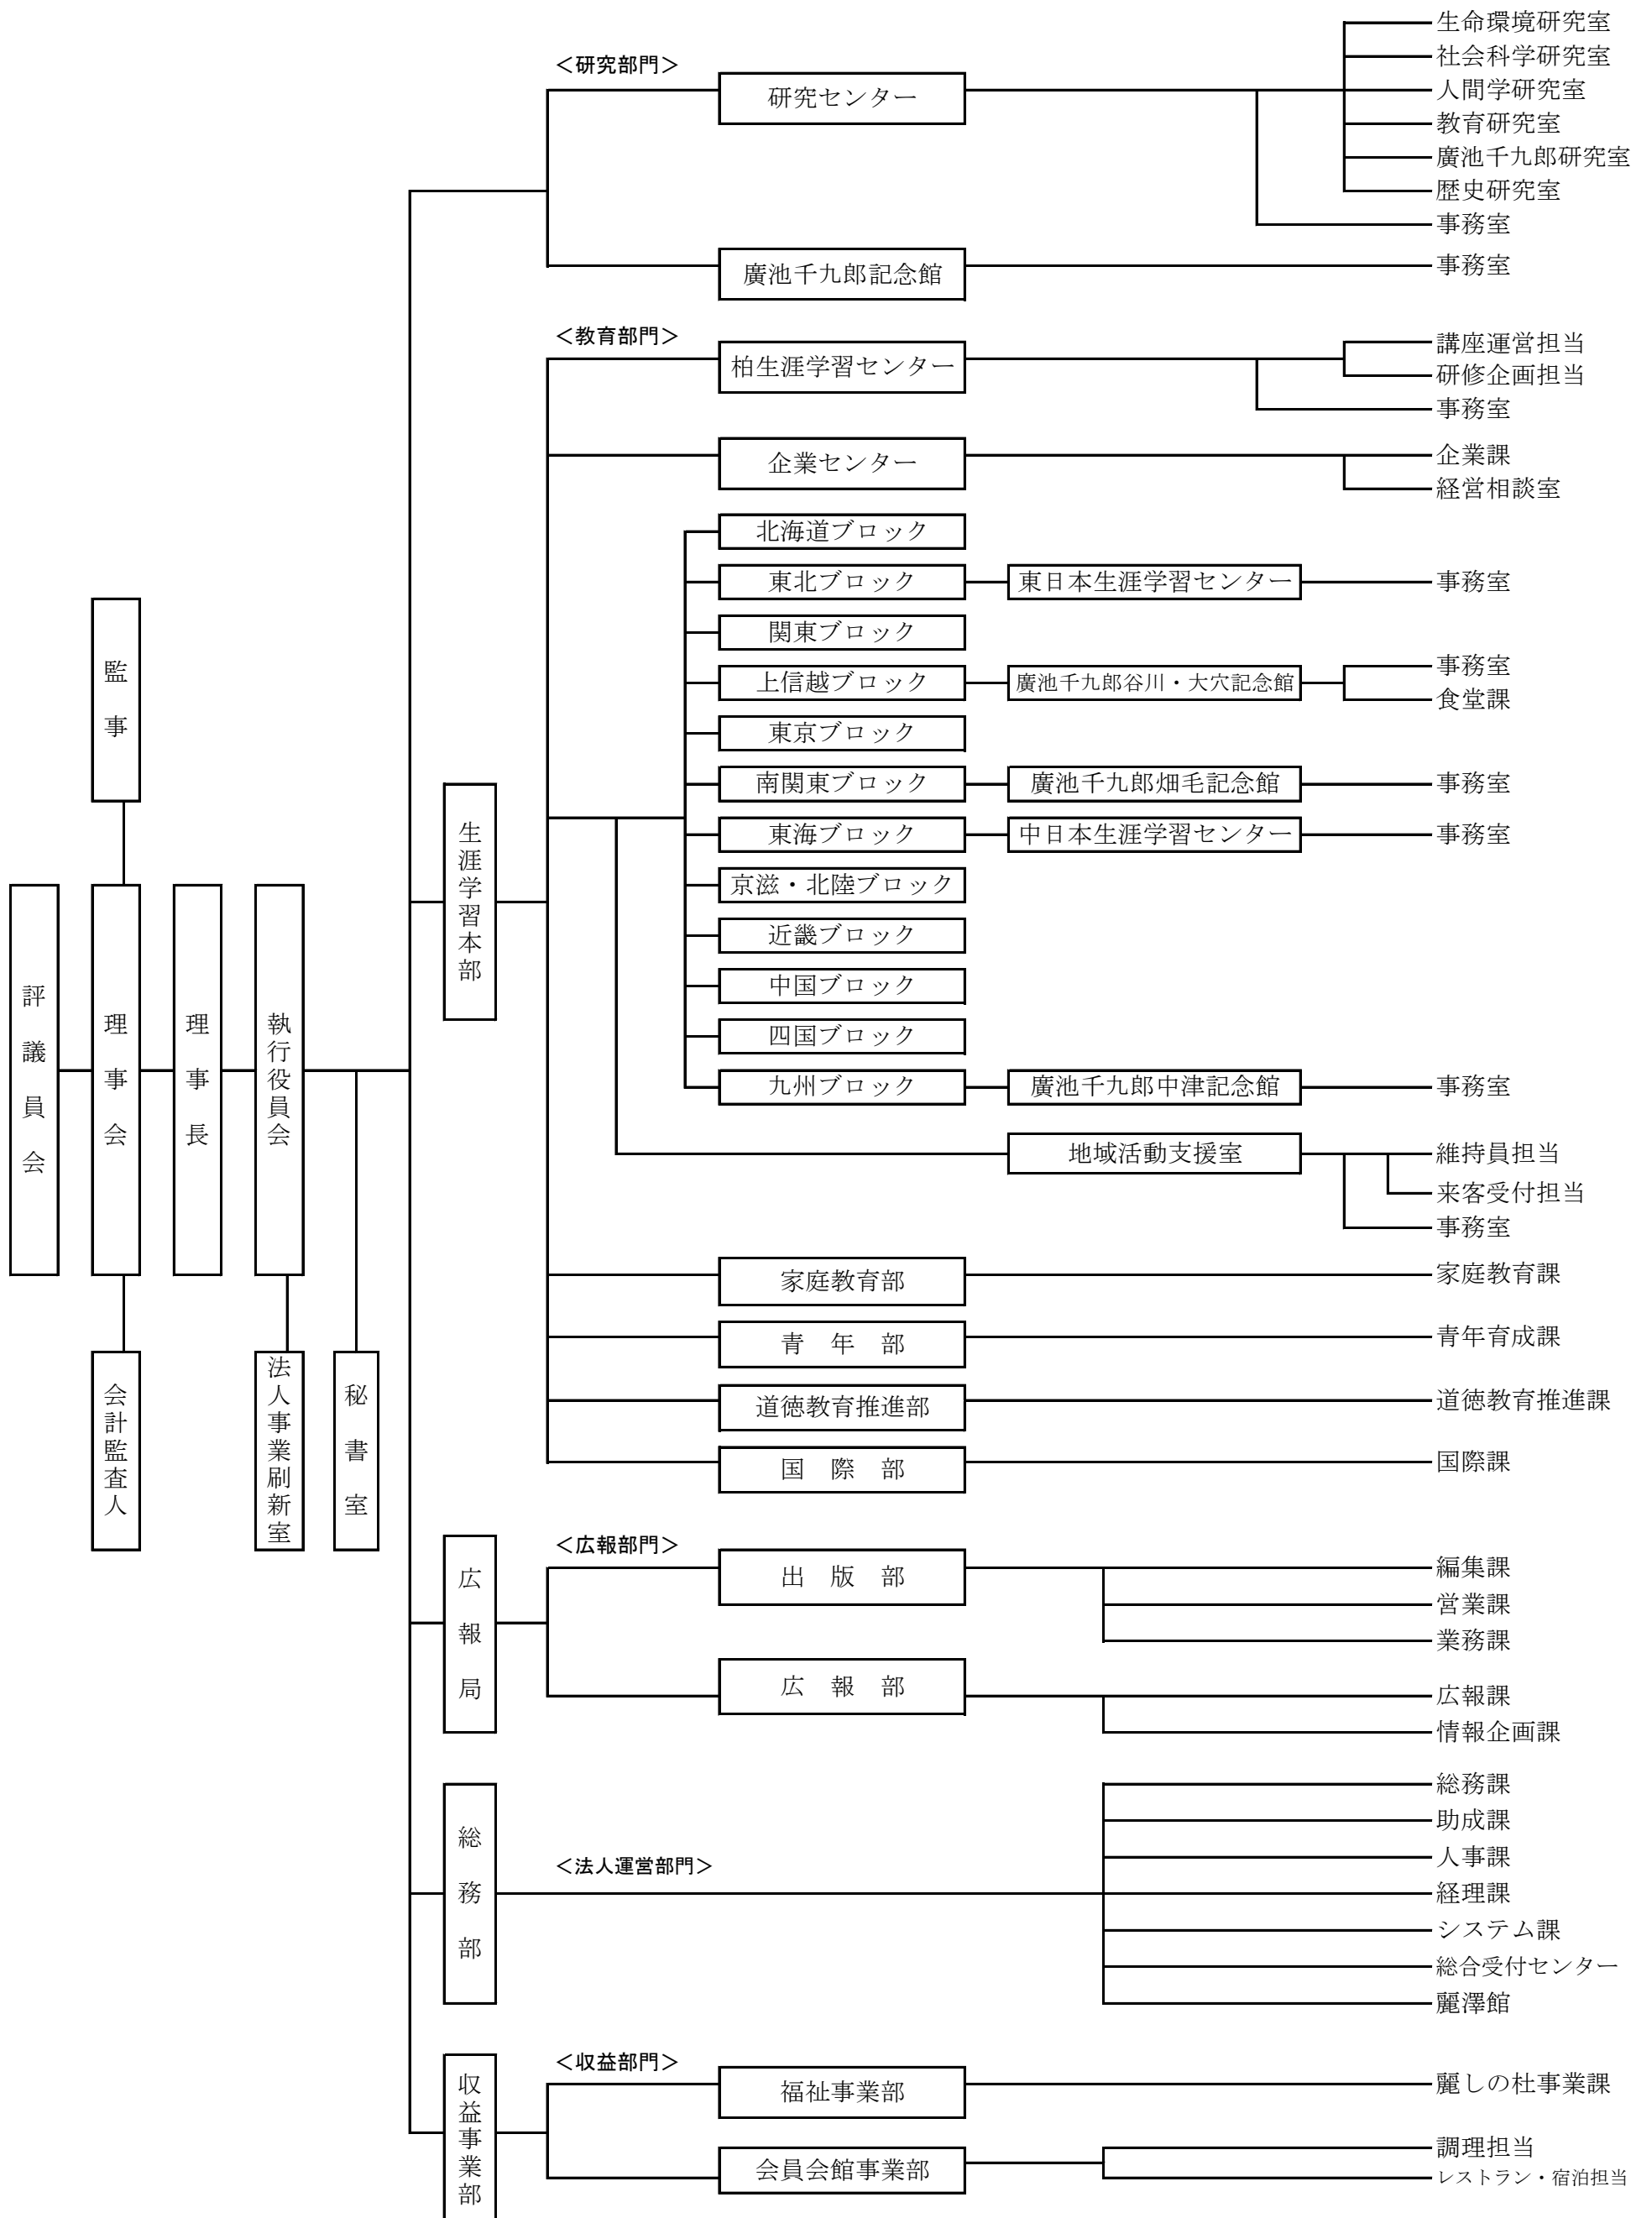 評議員会
監事
理事会
会計監査人
理事長
執行役員会
法人事業刷新室
秘書室
＜研究部門＞
研究センター
生命環境研究室
社会科学研究室
人間学研究室
教育研究室
廣池千九郎研究室
歴史研究室
事務室
廣池千九郎記念館
事務室
生涯学習本部
＜教育部門＞
柏生涯学習センター
講座運営担当
研修企画担当
事務室
企業センター
企業課
経営相談室
北海道ブロック
東北ブロック
東日本生涯学習センター
事務室
関東ブロック
上信越ブロック
廣池千九郎谷川・大穴記念館
事務室
食堂課
東京ブロック
南関東ブロック
廣池千九郎畑毛記念館
事務室
東海ブロック
中日本生涯学習センター
事務室
京滋・北陸ブロック
近畿ブロック
中国ブロック
四国ブロック
九州ブロック
廣池千九郎中津記念館
事務室
地域活動支援室
維持員担当
来客受付担当
事務室
家庭教育部
家庭教育課
青　年　部
青年育成課
道徳教育推進部
道徳教育推進課
国　際　部
国際課
広報局
＜広報部門＞
出　版　部
編集課
営業課
業務課
広　報　部
広報課
情報企画課
総務部
＜法人運営部門＞
総務課
助成課
人事課
経理課
システム課
総合受付センター
麗澤館
収益事業部
＜収益部門＞
福祉事業部
麗しの杜事業課
会員会館事業部
調理担当
レストラン・宿泊担当